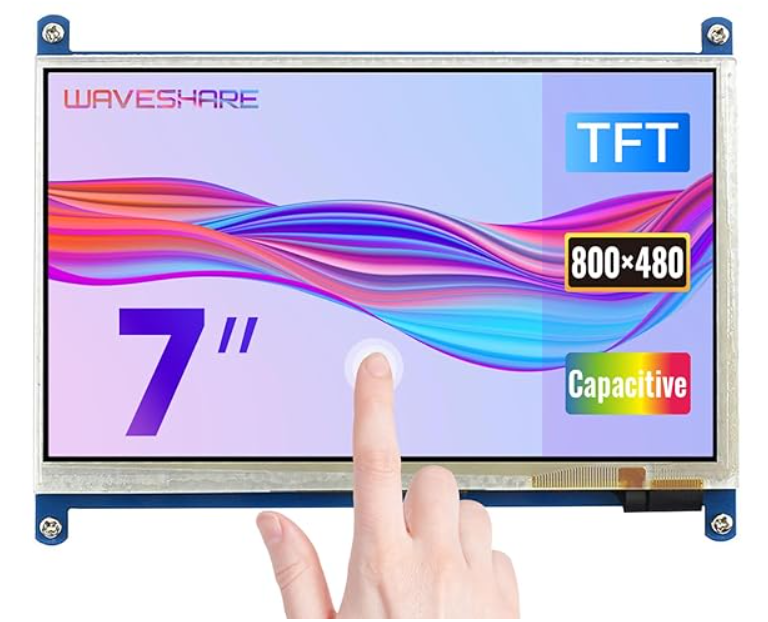 WAVESHARE
TFT
800×480
7″
Capacitive